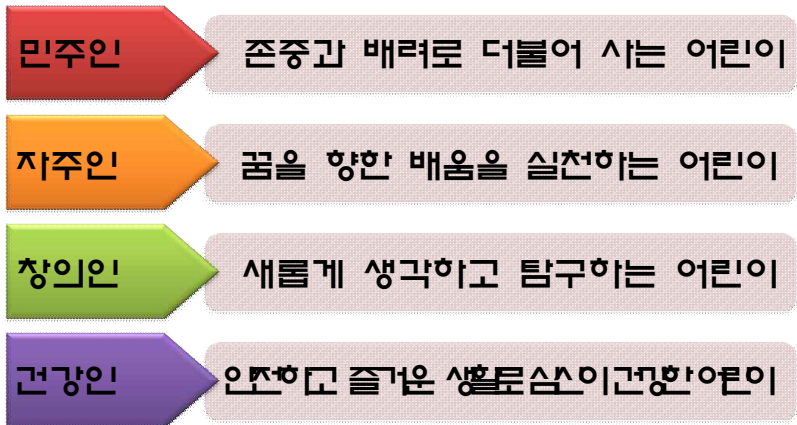 민주인 존중과 배려로 더불어 사는 어린이
자주인 꿈을 향한 배움을 실천하는 어린이
창의인 새롭게 생각하고 탐구하는 어린이
건강인 안전하고 즐거운 생활로 심신이 건강한 어린이